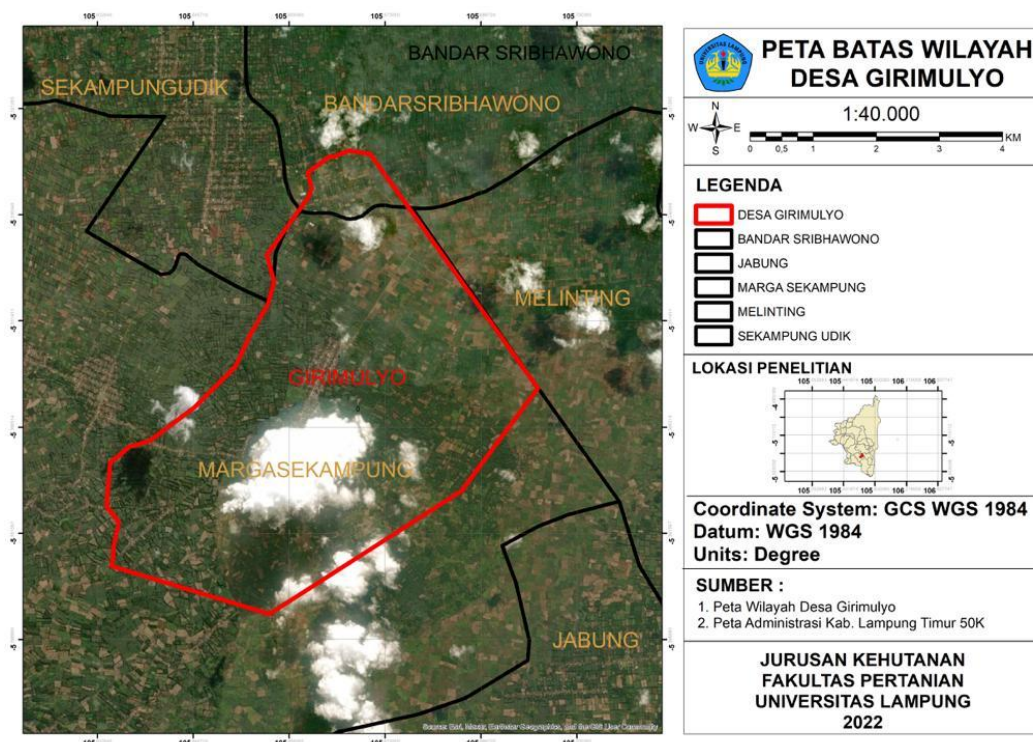 BANDAR SRIBHAWONO
SEKAMPUNGUDIK
BANDARSRIBHAWONO
MELINTING
GIRIMULYO
MARGASEKAMPUNG
JABUNG
PETA BATAS WILAYAH
DESA GIRIMULYO
N
W E
S
1:40.000
0 0,5 1 2 3 4
KM
LEGENDA
DESA GIRIMULYO
BANDAR SRIBHAWONO
JABUNG
MARGA SEKAMPUNG
MELINTING
SEKAMPUNG UDIK
LOKASI PENELITIAN
Coordinate System: GCS WGS 1984
Datum: WGS 1984
Units: Degree
SUMBER :
1. Peta Wilayah Desa Girimulyo
2. Peta Administrasi Kab. Lampung Timur 50K
JURUSAN KEHUTANAN
FAKULTAS PERTANIAN
UNIVERSITAS LAMPUNG
2022